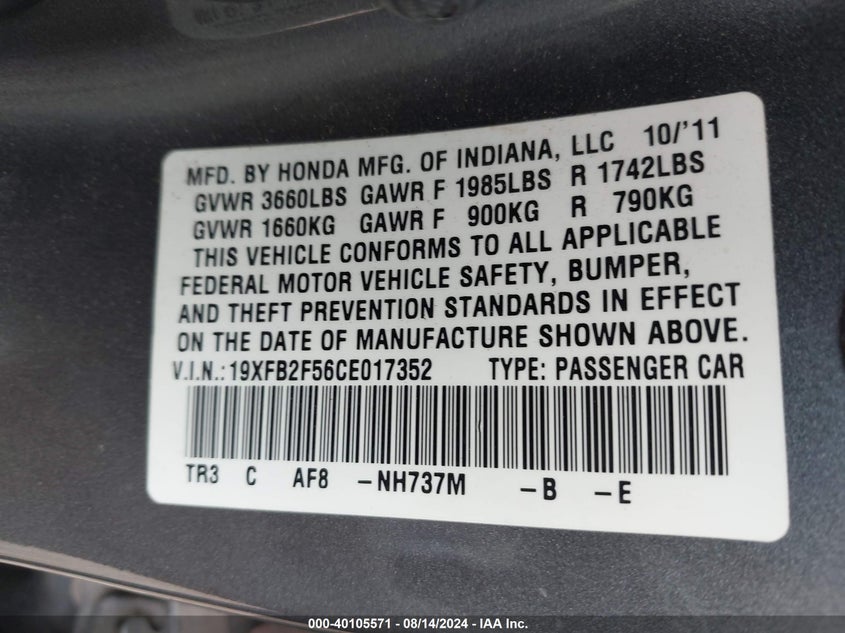 MFD. BY HONDA MFG. OF INDIANA, LLC 10/'11
GVWR 3660LBS GAWR F 1985LBS R 1742LBS
GVWR 1660KG GAWR F 900KG R 790KG
THIS VEHICLE CONFORMS TO ALL APPLICABLE
FEDERAL MOTOR VEHICLE SAFETY, BUMPER,
AND THEFT PREVENTION STANDARDS IN EFFECT
ON THE DATE OF MANUFACTURE SHOWN ABOVE.
V.I.N.: 19XFB2F56CE017352 TYPE: PASSENGER CAR
TR3 C AF8 -NH737M -B -E
000-40105571 - 08/14/2024 - IAA Inc.